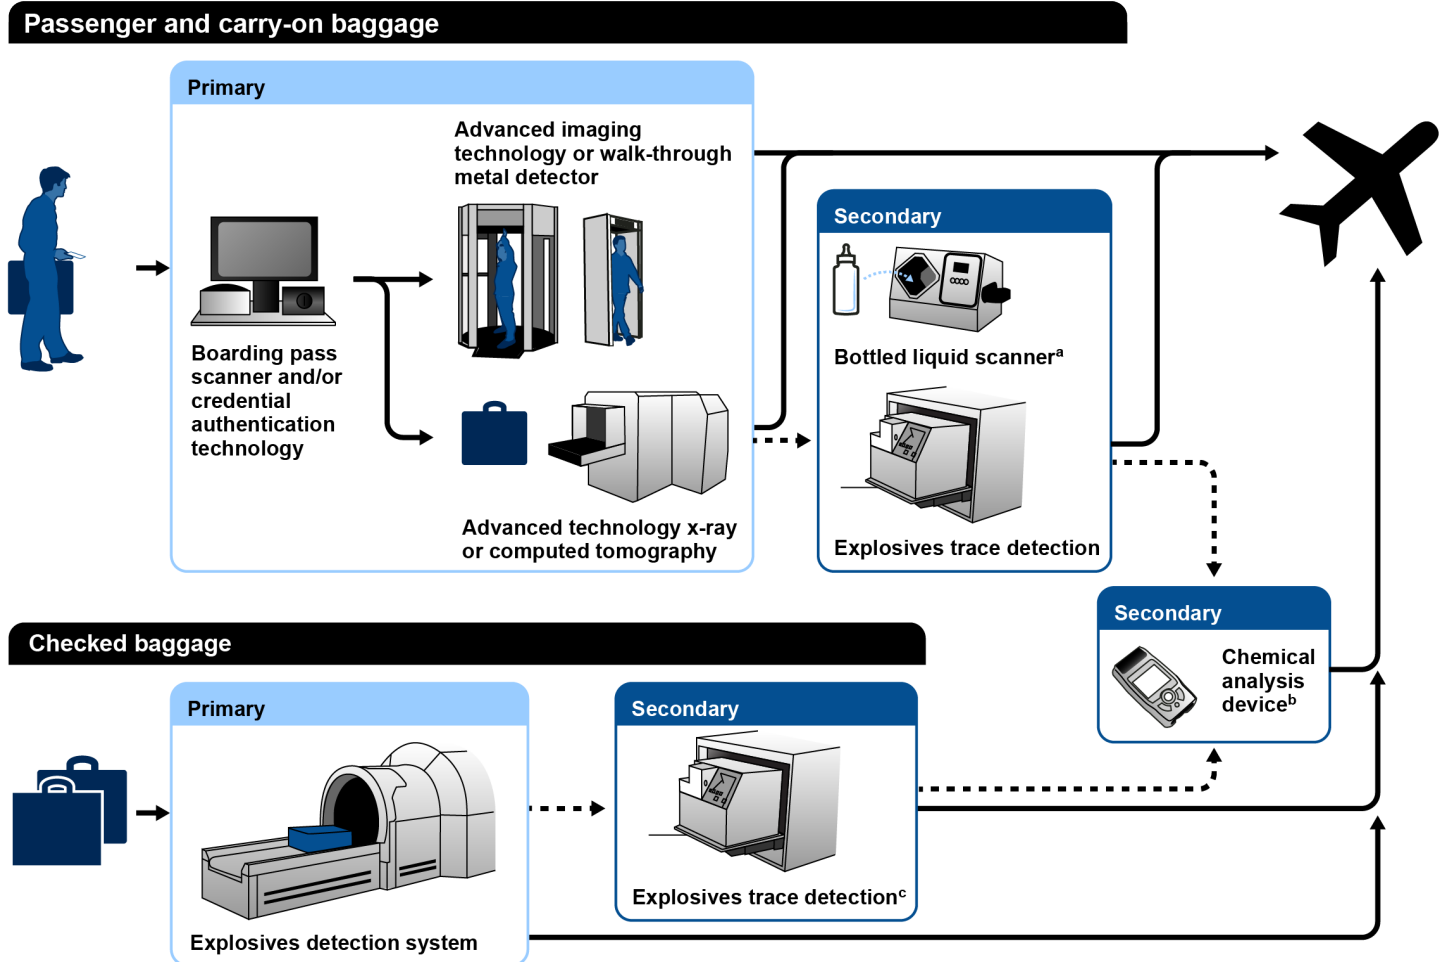 Passenger and carry-on baggage
Primary
Advanced imaging
technology or walk-through
metal detector
Boarding pass
scanner and/or
credential
authentication
technology
Advanced technology x-ray
or computed tomography
Secondary
Bottled liquid scannerᵃ
Explosives trace detection
Secondary
Chemical
analysis
deviceᵇ
Checked baggage
Primary
Explosives detection system
Secondary
Explosives trace detectionᶜ